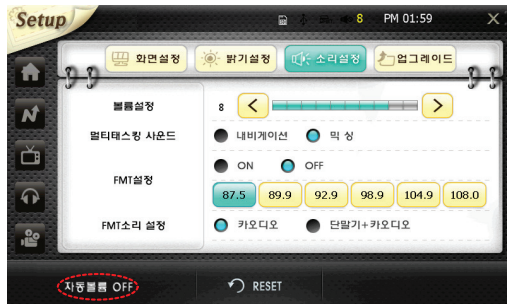 Setup 8 PM 01:59 X
화면설정 밝기설정 소리설정 업그레이드
볼륨설정 8 < >
멀티태스킹 사운드 내비게이션 믹 싱
FMT설정 ON OFF
87.5 89.9 92.9 98.9 104.9 108.0
FMT소리 설정 카오디오 단말기+카오디오
자동볼륨 OFF RESET